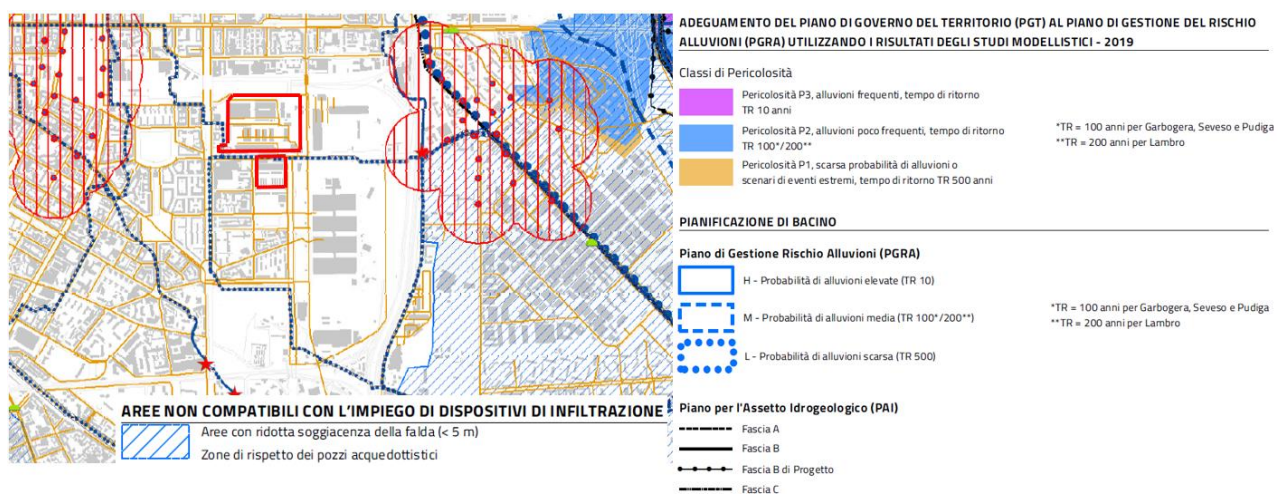 ADEGUAMENTO DEL PIANO DI GOVERNO DEL TERRITORIO (PGT) AL PIANO DI GESTIONE DEL RISCHIO
ALLUVIONI (PGRA) UTILIZZANDO I RISULTATI DEGLI STUDI MODELLISTICI - 2019
Classi di Pericolosità
Pericolosità P3, alluvioni frequenti, tempo di ritorno
TR 10 anni
Pericolosità P2, alluvioni poco frequenti, tempo di ritorno
TR 100*/200**
*TR = 100 anni per Garbogera, Seveso e Pudiga
**TR = 200 anni per Lambro
Pericolosità P1, scarsa probabilità di alluvioni o
scenari di eventi estremi, tempo di ritorno TR 500 anni
PIANIFICAZIONE DI BACINO
Piano di Gestione Rischio Alluvioni (PGRA)
H - Probabilità di alluvioni elevate (TR 10)
M - Probabilità di alluvioni media (TR 100*/200**)
*TR = 100 anni per Garbogera, Seveso e Pudiga
**TR = 200 anni per Lambro
L - Probabilità di alluvioni scarsa (TR 500)
Piano per l'Assetto Idrogeologico (PAI)
Fascia A
Fascia B
Fascia B di Progetto
Fascia C
AREE NON COMPATIBILI CON L'IMPIEGO DI DISPOSITIVI DI INFILTRAZIONE
Aree con ridotta soggiacenza della falda (< 5 m)
Zone di rispetto dei pozzi acquedottistici